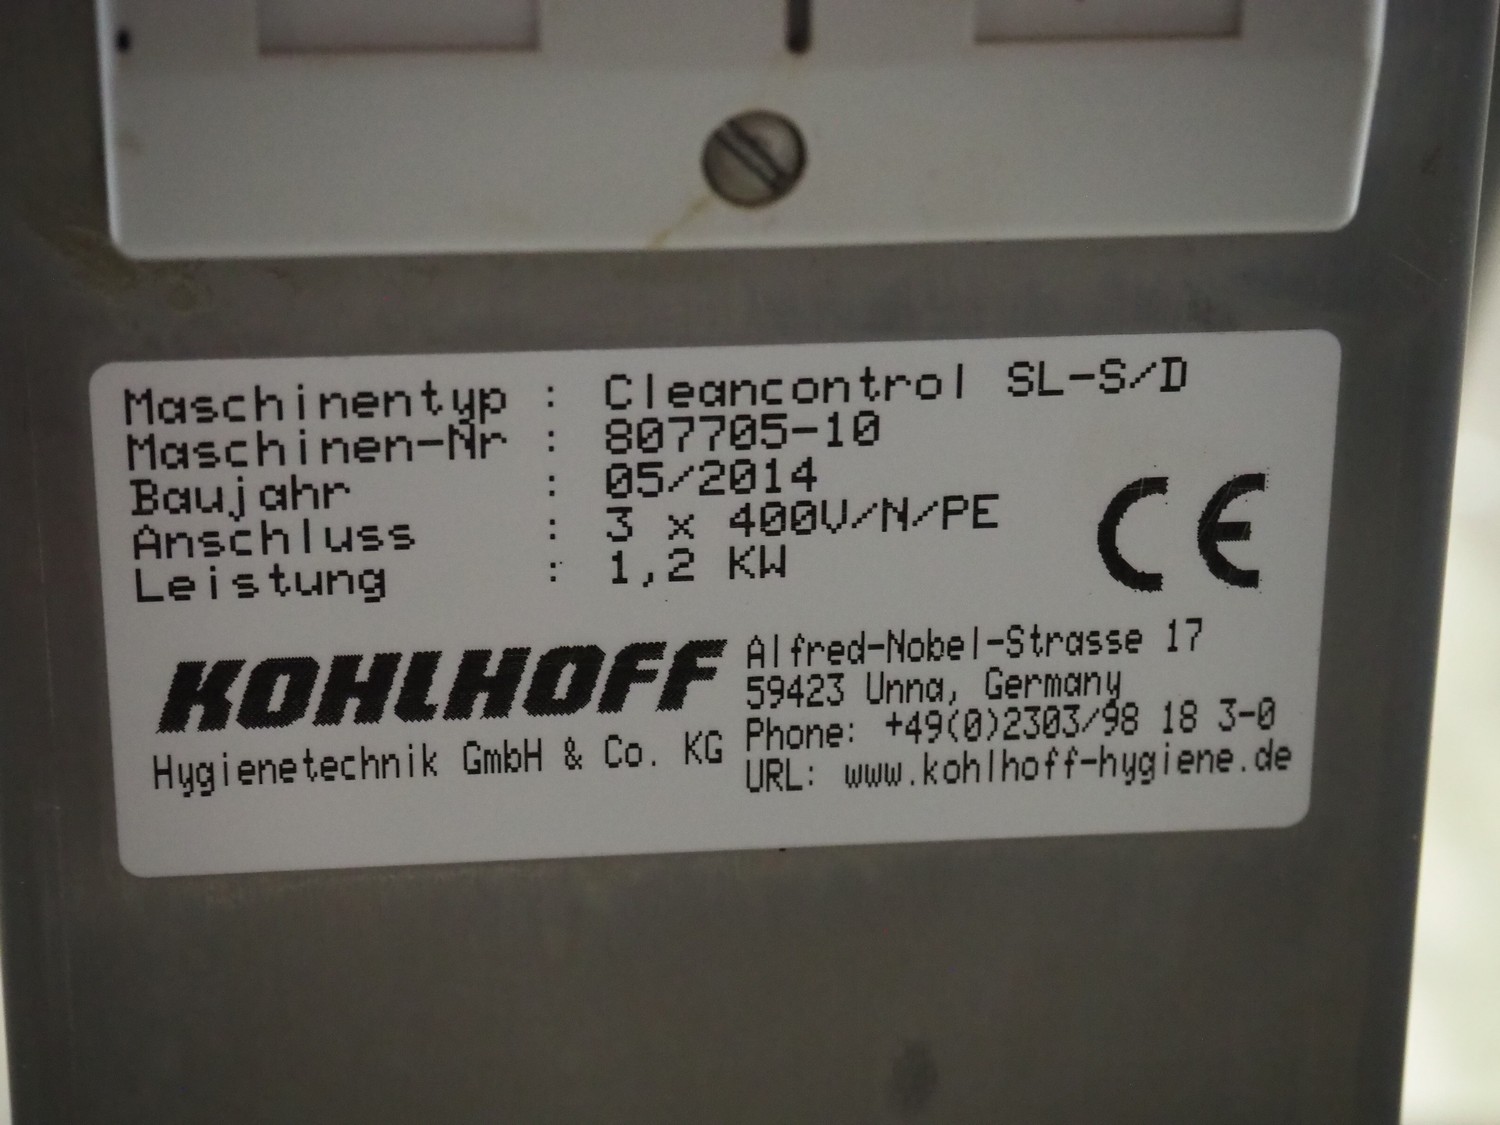 Maschinentyp : Cleancontrol SL-S/D
Maschinen-Nr : 807705-10
Baujahr : 05/2014
Anschluss : 3 x 400V/N/PE
Leistung : 1,2 KW
CE
KOHLHOFF
Hygienetechnik GmbH & Co. KG
Alfred-Nobel-Strasse 17
59423 Unna, Germany
Phone: +49(0)2303/98 18 3-0
URL: www.kohlhoff-hygiene.de